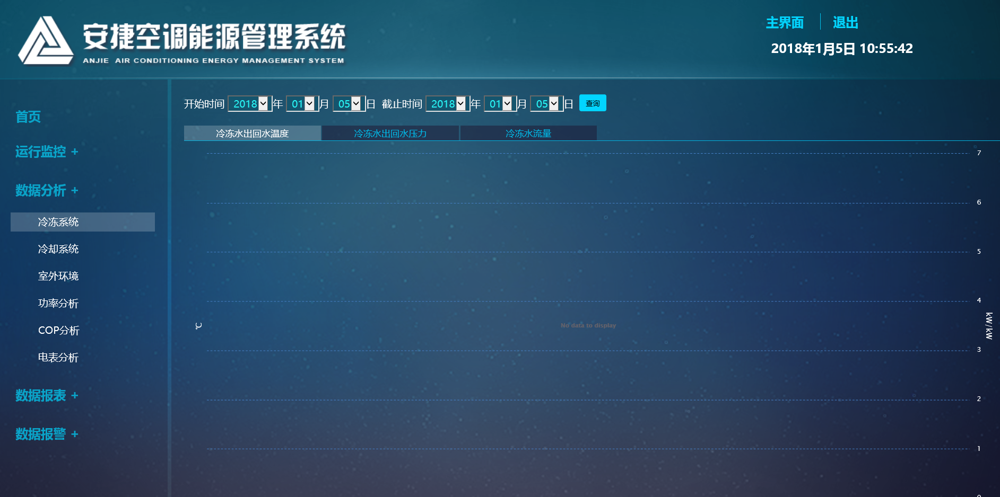 安捷空调能源管理系统
ANJIE AIR CONDITIONING ENERGY MANAGEMENT SYSTEM
主界面 退出
2018年1月5日 10:55:42
首页
运行监控 +
数据分析 +
冷冻系统
冷却系统
室外环境
功率分析
COP分析
电表分析
数据报表 +
数据报警 +
开始时间 2018 年 01 月 05 日 截止时间 2018 年 01 月 05 日 查询
冷冻水出回水温度 冷冻水出回水压力 冷冻水流量
7
6
5
4
3
2
1
0
℃
No data to display
kW/kW